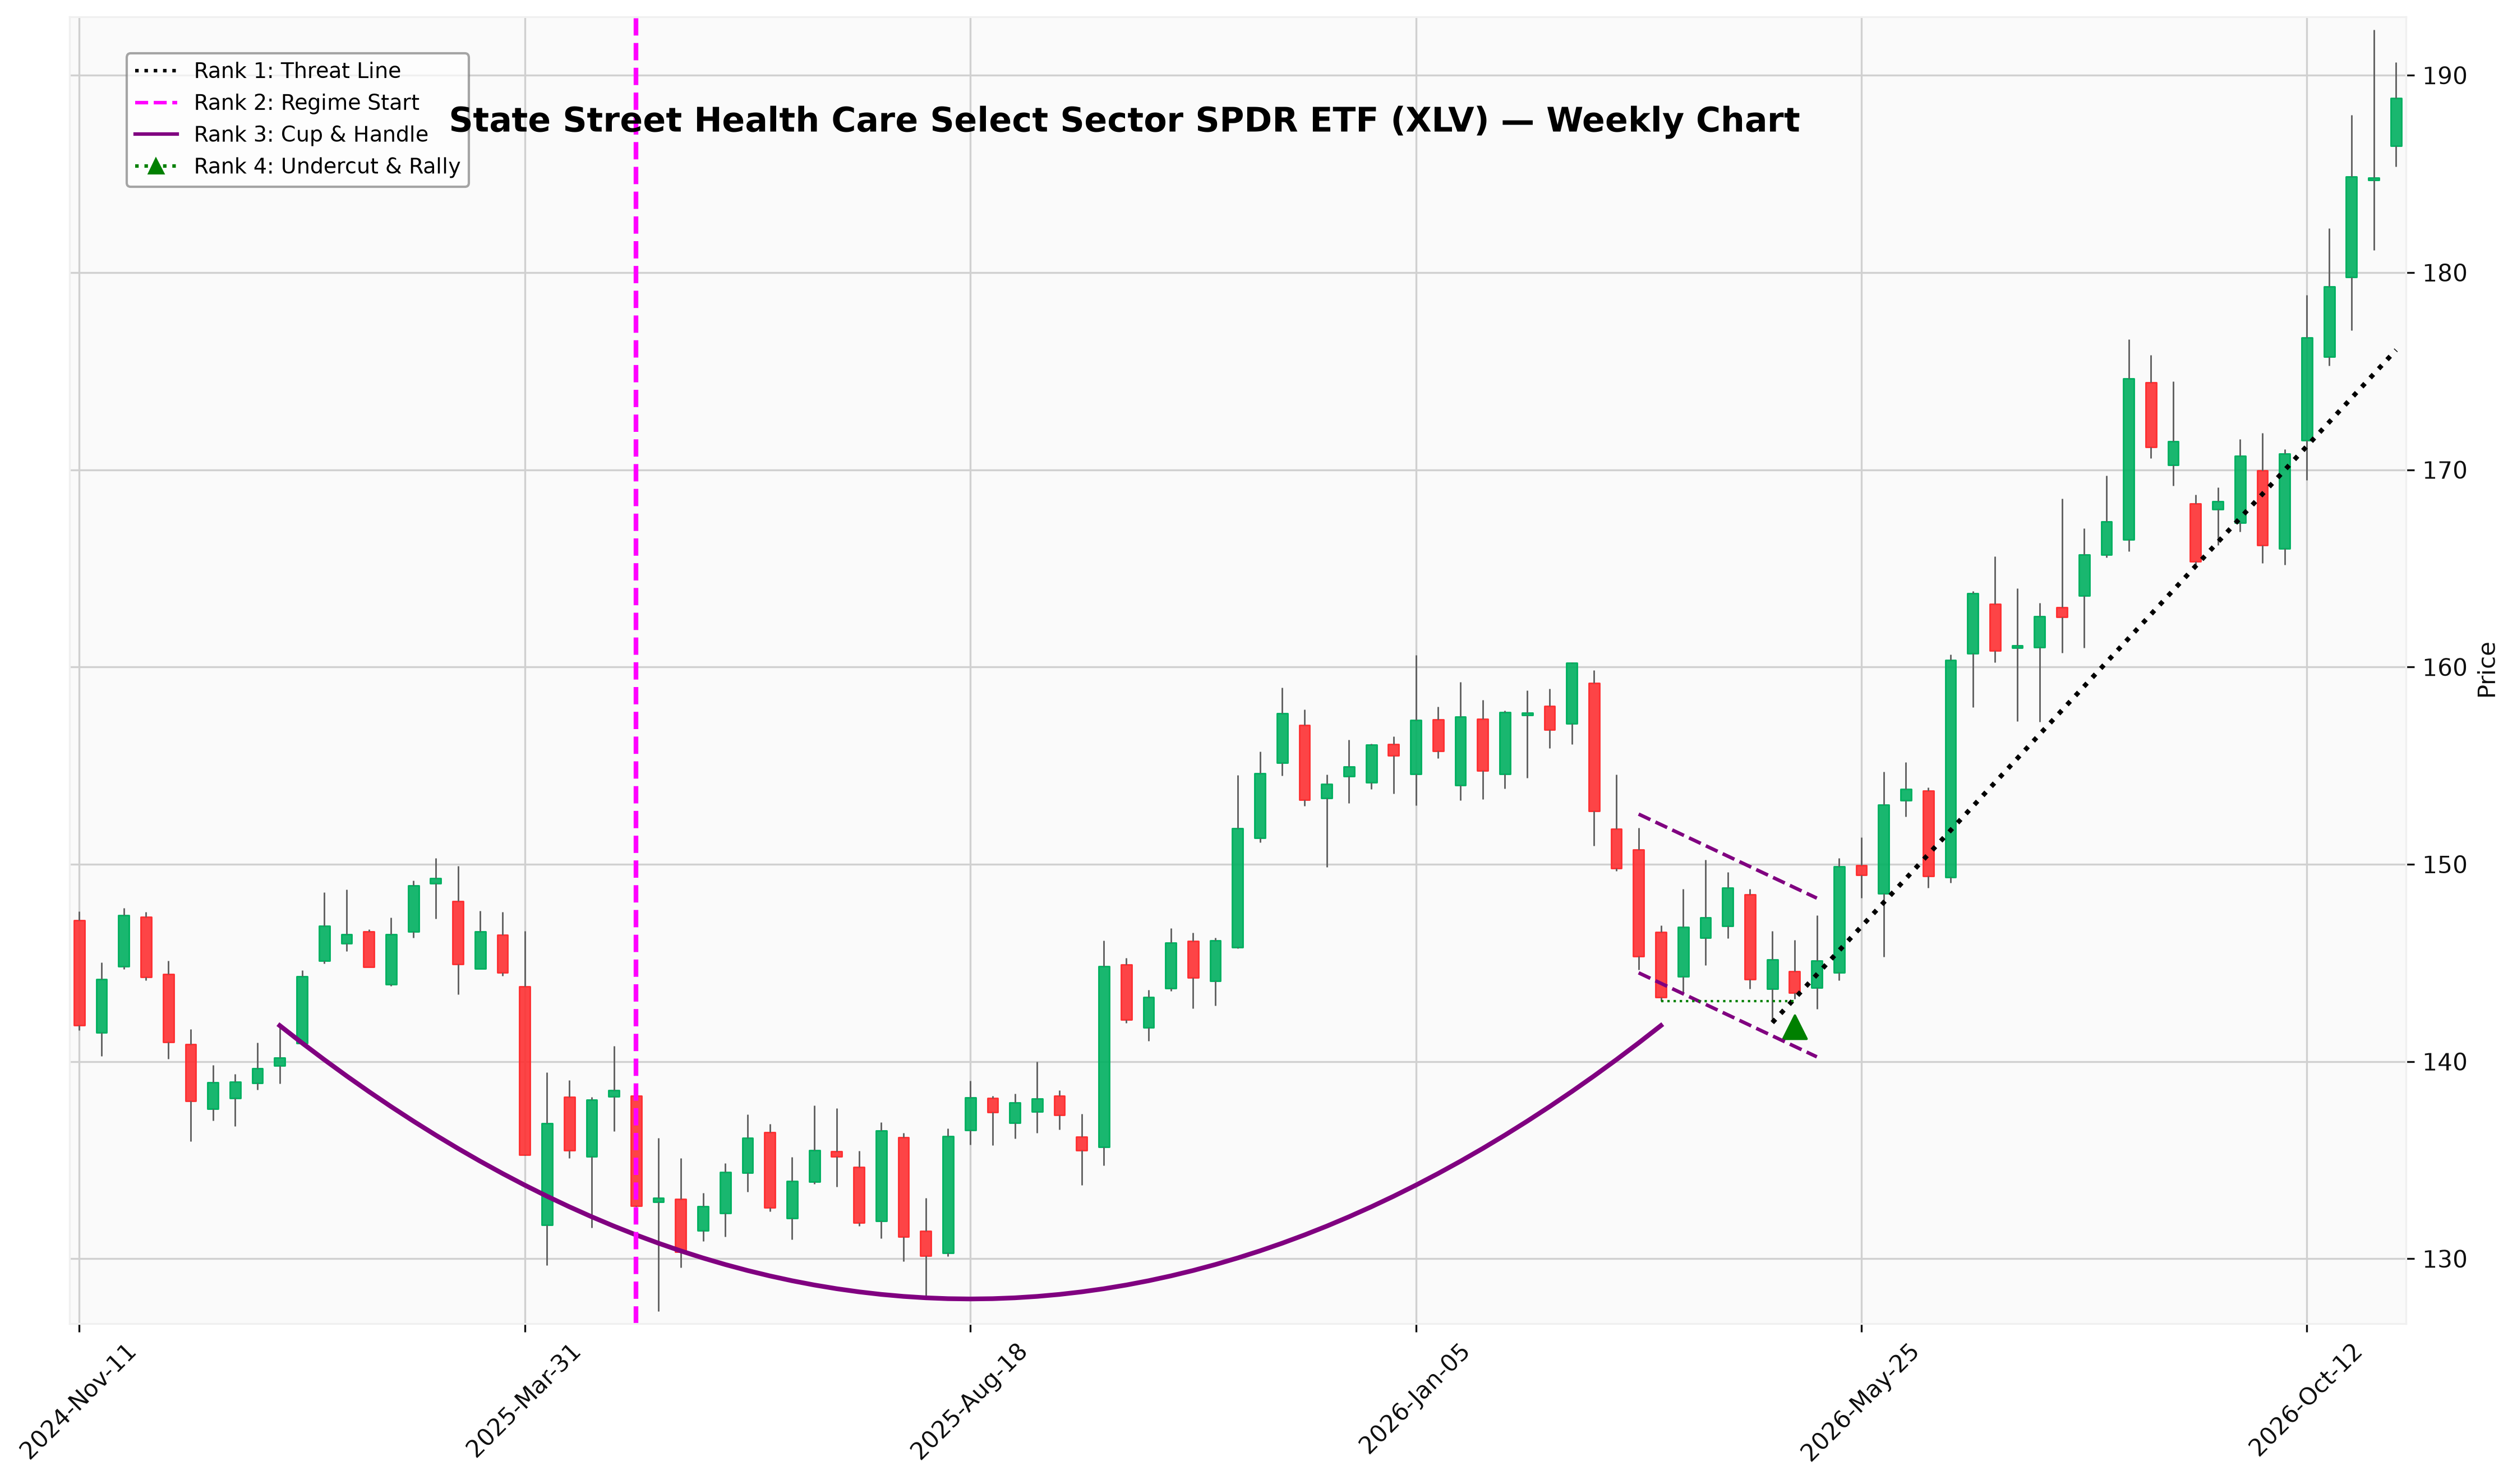 Rank 1: Threat Line
Rank 2: Regime Start
Rank 3: Cup & Handle
Rank 4: Undercut & Rally
State Street Health Care Select Sector SPDR ETF (XLV) — Weekly Chart
190
180
170
160
150
140
130
Price
2024-Nov-11
2025-Mar-31
2025-Aug-18
2026-Jan-05
2026-May-25
2026-Oct-12